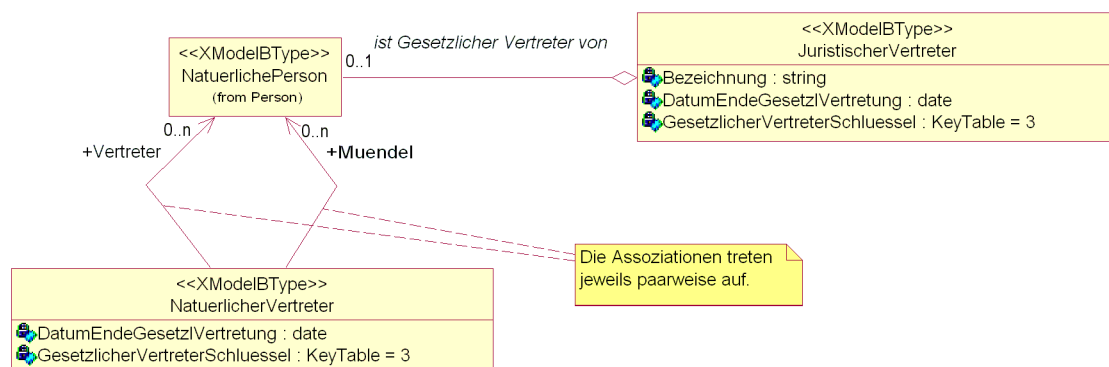 <<XModelBType>>
NatuerlichePerson
(from Person)
ist Gesetzlicher Vertreter von
0..1
<<XModelBType>>
JuristischerVertreter
Bezeichnung : string
DatumEndeGesetzlVertretung : date
GesetzlicherVertreterSchluessel : KeyTable = 3
0..n
0..n
+Vertreter
+Muendel
Die Assoziationen treten
jeweils paarweise auf.
<<XModelBType>>
NatuerlicherVertreter
DatumEndeGesetzlVertretung : date
GesetzlicherVertreterSchluessel : KeyTable = 3